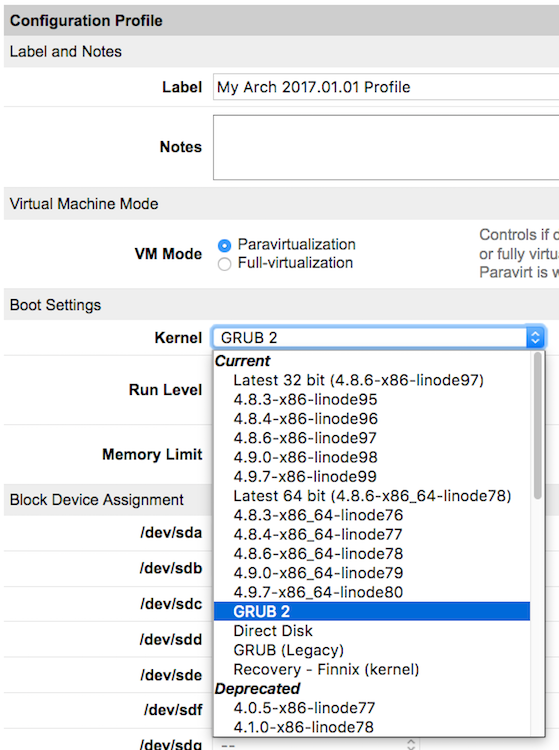 Configuration Profile
Label and Notes
Label My Arch 2017.01.01 Profile
Notes
Virtual Machine Mode
VM Mode
Paravirtualization
Full-virtualization
Controls if
or fully virtu
Paravirt is w
Boot Settings
Kernel GRUB 2
Run Level
Memory Limit
Block Device Assignment
/dev/sda
/dev/sdb
/dev/sdc
/dev/sdd
/dev/sde
/dev/sdf
/dev/sdg --
Current
Latest 32 bit (4.8.6-x86-linode97)
4.8.3-x86-linode95
4.8.4-x86-linode96
4.8.6-x86-linode97
4.9.0-x86-linode98
4.9.7-x86-linode99
Latest 64 bit (4.8.6-x86_64-linode78)
4.8.3-x86_64-linode76
4.8.4-x86_64-linode77
4.8.6-x86_64-linode78
4.9.0-x86_64-linode79
4.9.7-x86_64-linode80
GRUB 2
Direct Disk
GRUB (Legacy)
Recovery - Finnix (kernel)
Deprecated
4.0.5-x86-linode77
4.1.0-x86-linode78